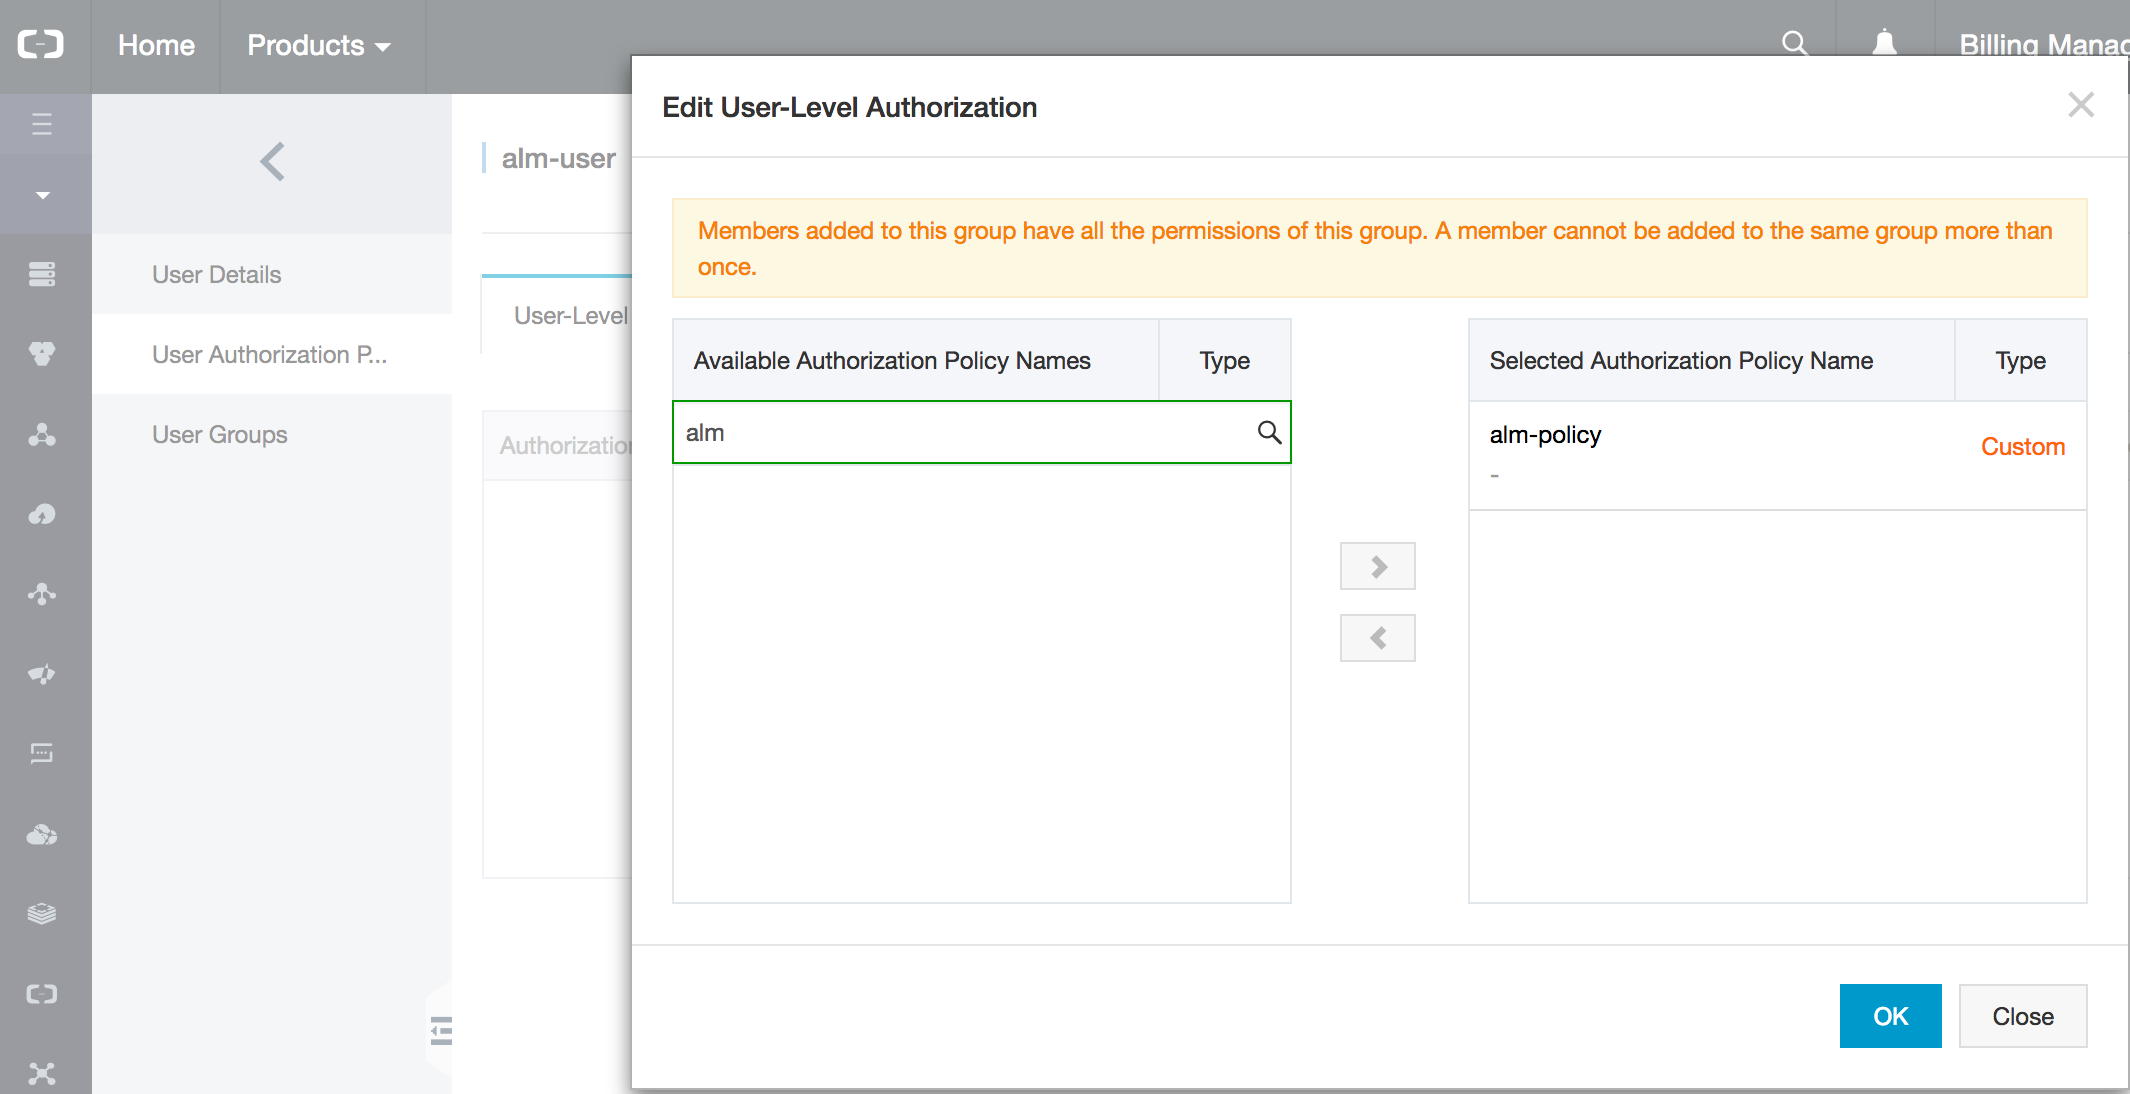 Home
Products
Billing Manag
Edit User-Level Authorization
alm-user
Members added to this group have all the permissions of this group. A member cannot be added to the same group more than
once.
User Details
User-Level
User Authorization P...
User Groups
Authorization
Available Authorization Policy Names
Type
alm
Selected Authorization Policy Name
Type
alm-policy
Custom
-
OK
Close